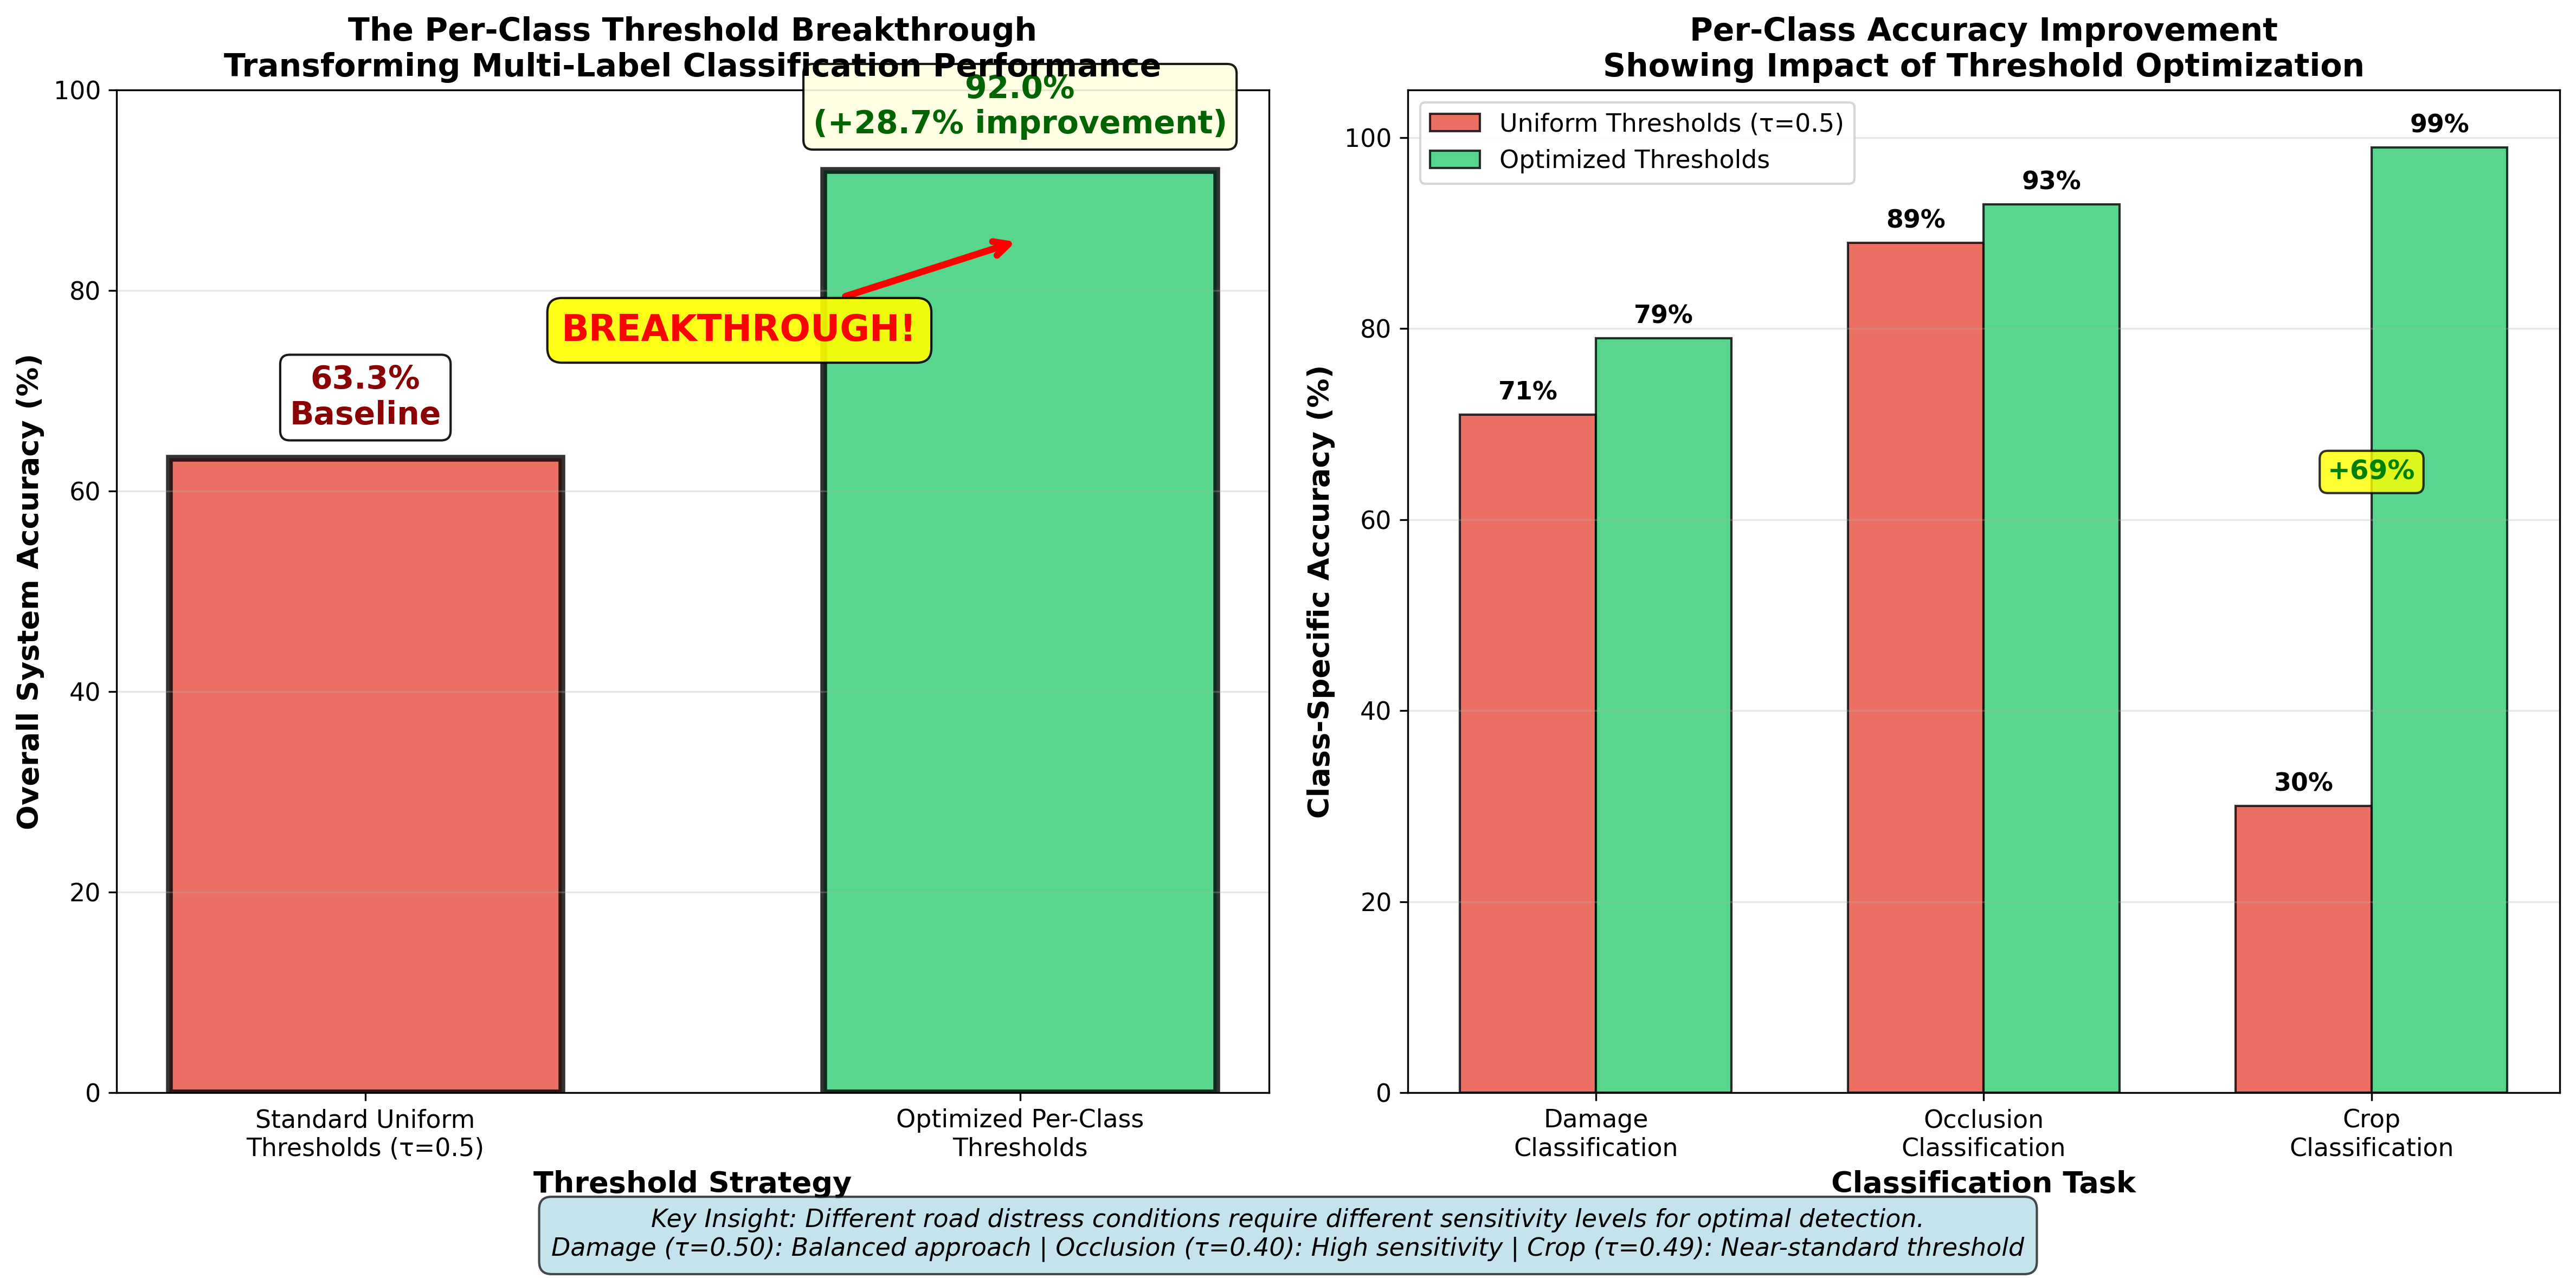 The Per-Class Threshold Breakthrough
Transforming Multi-Label Classification Performance
92.0%
(+28.7% improvement)
BREAKTHROUGH!
63.3%
Baseline
Overall System Accuracy (%)
100
80
60
40
20
0
Standard Uniform
Thresholds (τ=0.5)
Optimized Per-Class
Thresholds
Threshold Strategy
Per-Class Accuracy Improvement
Showing Impact of Threshold Optimization
Uniform Thresholds (τ=0.5)
Optimized Thresholds
Class-Specific Accuracy (%)
100
80
60
40
20
0
71%
79%
89%
93%
30%
99%
+69%
Damage
Classification
Occlusion
Classification
Crop
Classification
Classification Task
Key Insight: Different road distress conditions require different sensitivity levels for optimal detection.
Damage (τ=0.50): Balanced approach | Occlusion (τ=0.40): High sensitivity | Crop (τ=0.49): Near-standard threshold